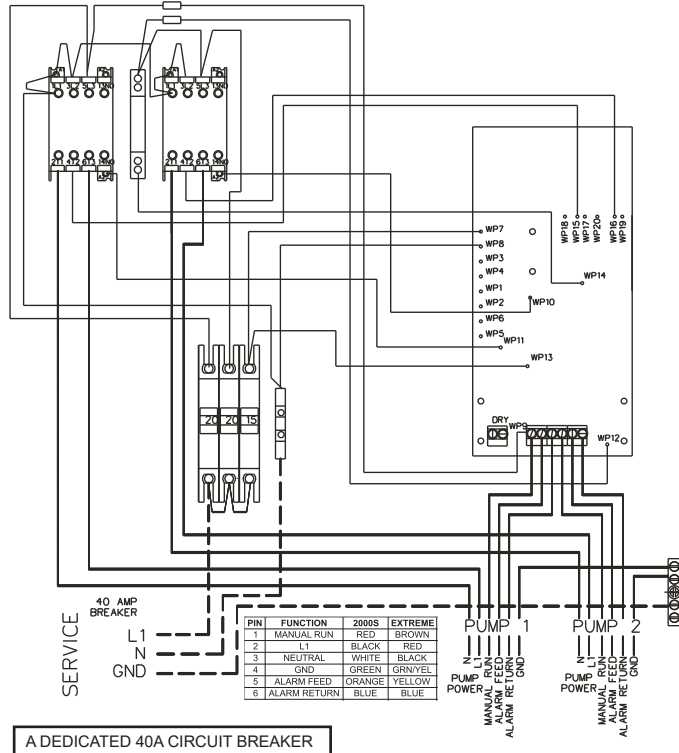 A1
A1
1L1 3L2 5L3 13NO
1L1 3L2 5L3 13NO
2T1 4T2 6T3 14NO
2T1 4T2 6T3 14NO
A2
A2
WP18
WP15
WP17
WP20
WP16
WP19
WP7
WP8
WP3
WP4
WP14
WP1
WP10
WP2
WP6
WP5
WP11
WP13
20 20 15
DRY
WP9
WP12
40 AMP
BREAKER
SERVICE
L1
N
GND
PIN FUNCTION 2000S EXTREME
1 MANUAL RUN RED BROWN
2 L1 BLACK RED
3 NEUTRAL WHITE BLACK
4 GND GREEN GRN/YEL
5 ALARM FEED ORANGE YELLOW
6 ALARM RETURN BLUE BLUE
PUMP 1
PUMP
POWER
N
L1
MANUAL RUN
ALARM FEED
ALARM RETURN
GND
PUMP 2
PUMP
POWER
N
L1
MANUAL RUN
ALARM FEED
ALARM RETURN
GND
A DEDICATED 40A CIRCUIT BREAKER